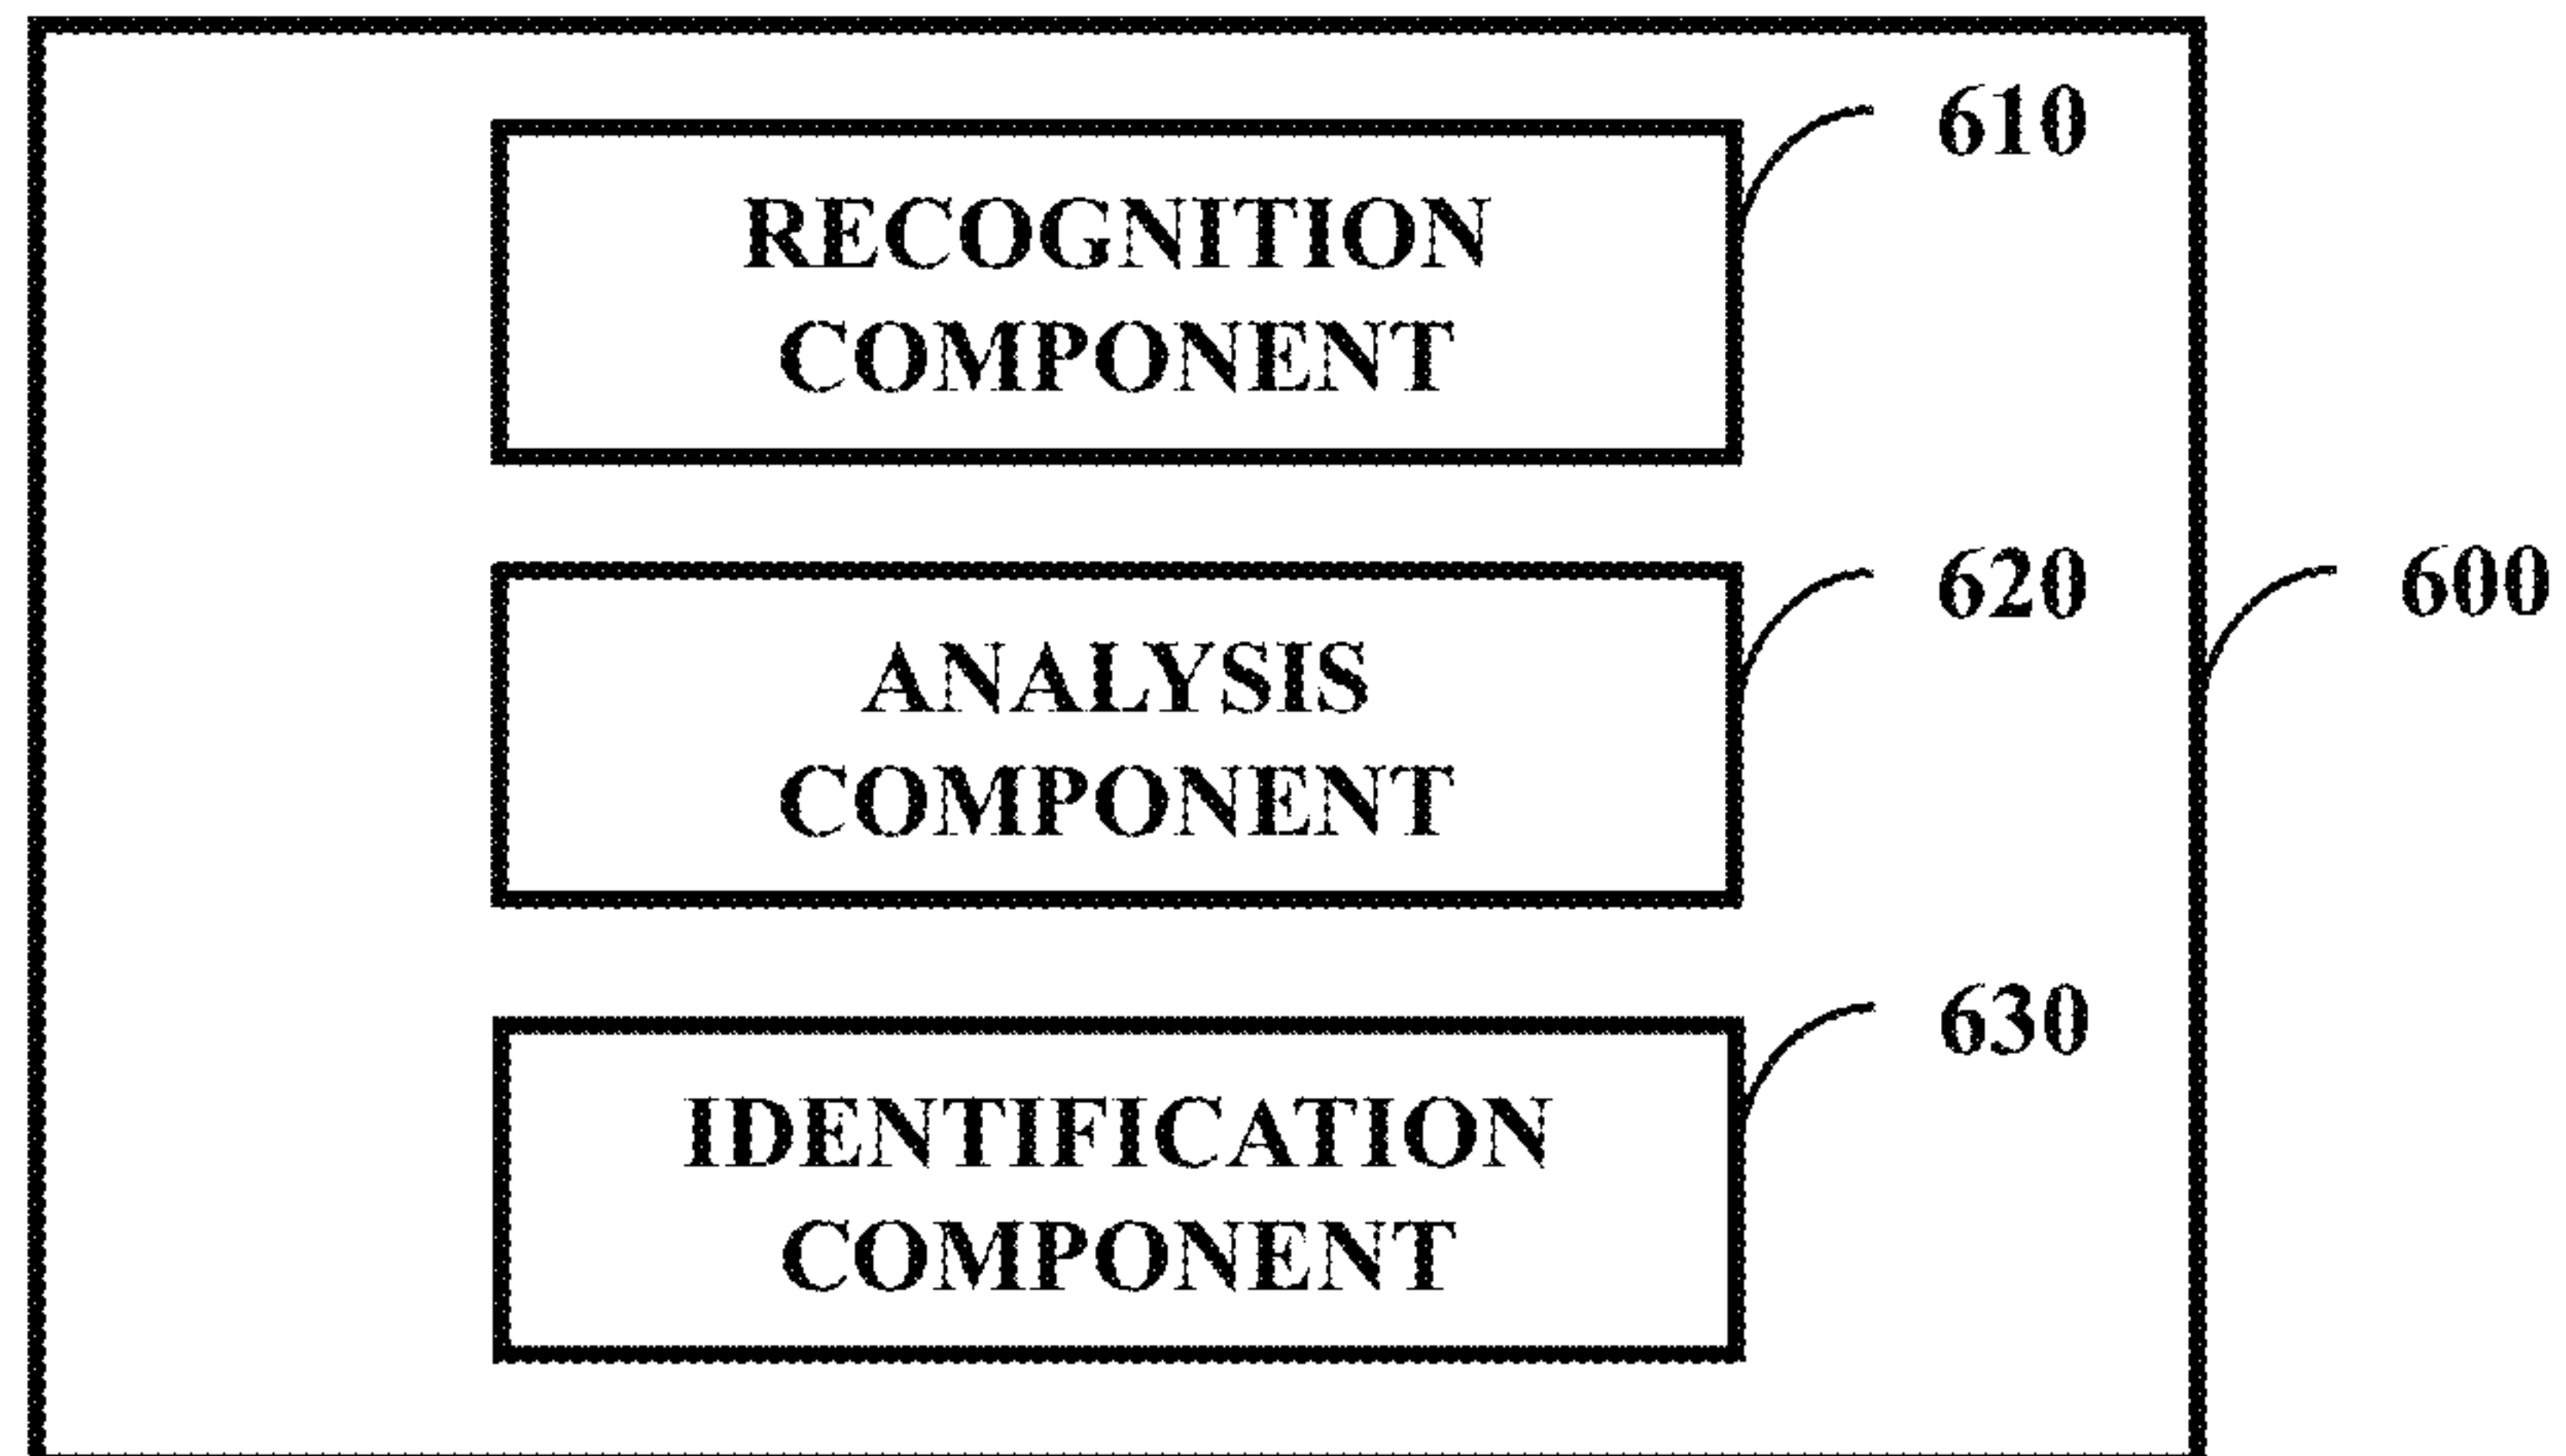 610
RECOGNITION
COMPONENT
620
600
ANALYSIS
COMPONENT
630
IDENTIFICATION
COMPONENT